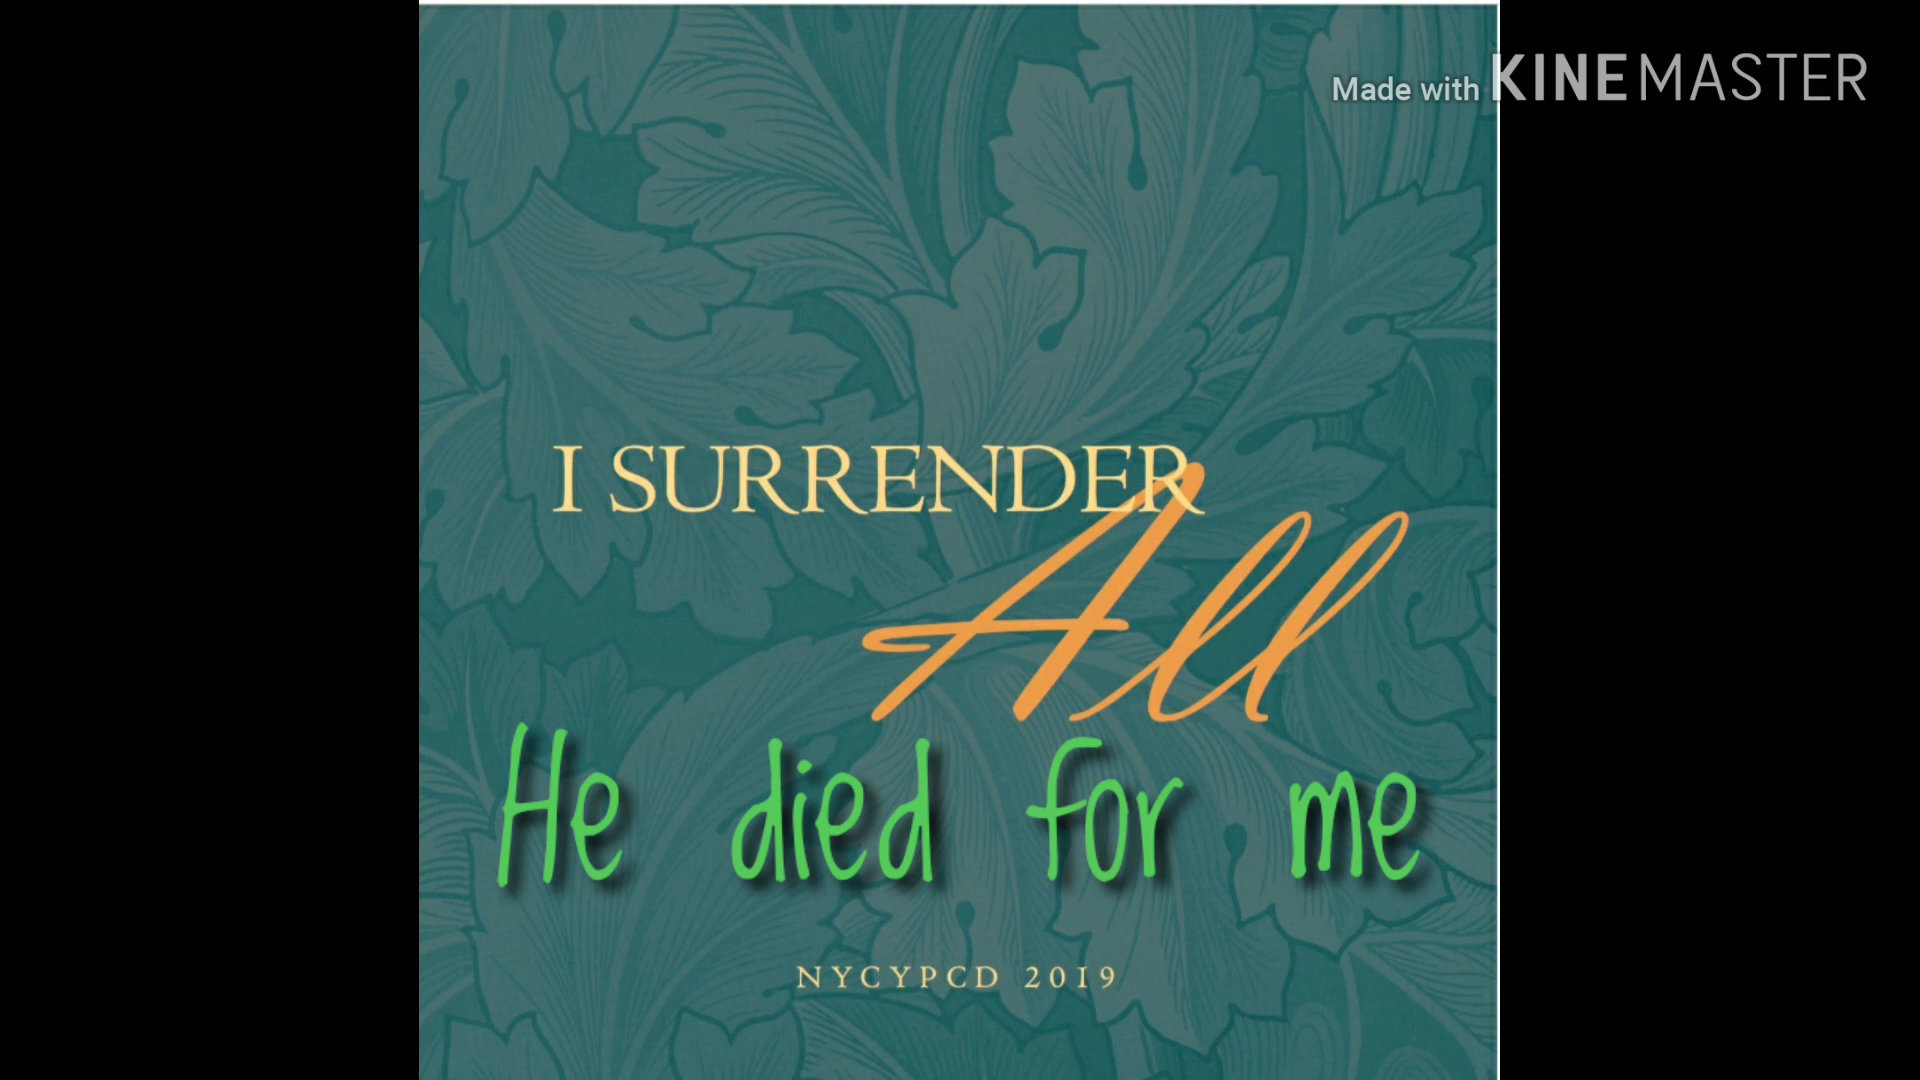 Made with KINEMASTER
I SURRENDER
All
He died for me
NYCYPCD 2019